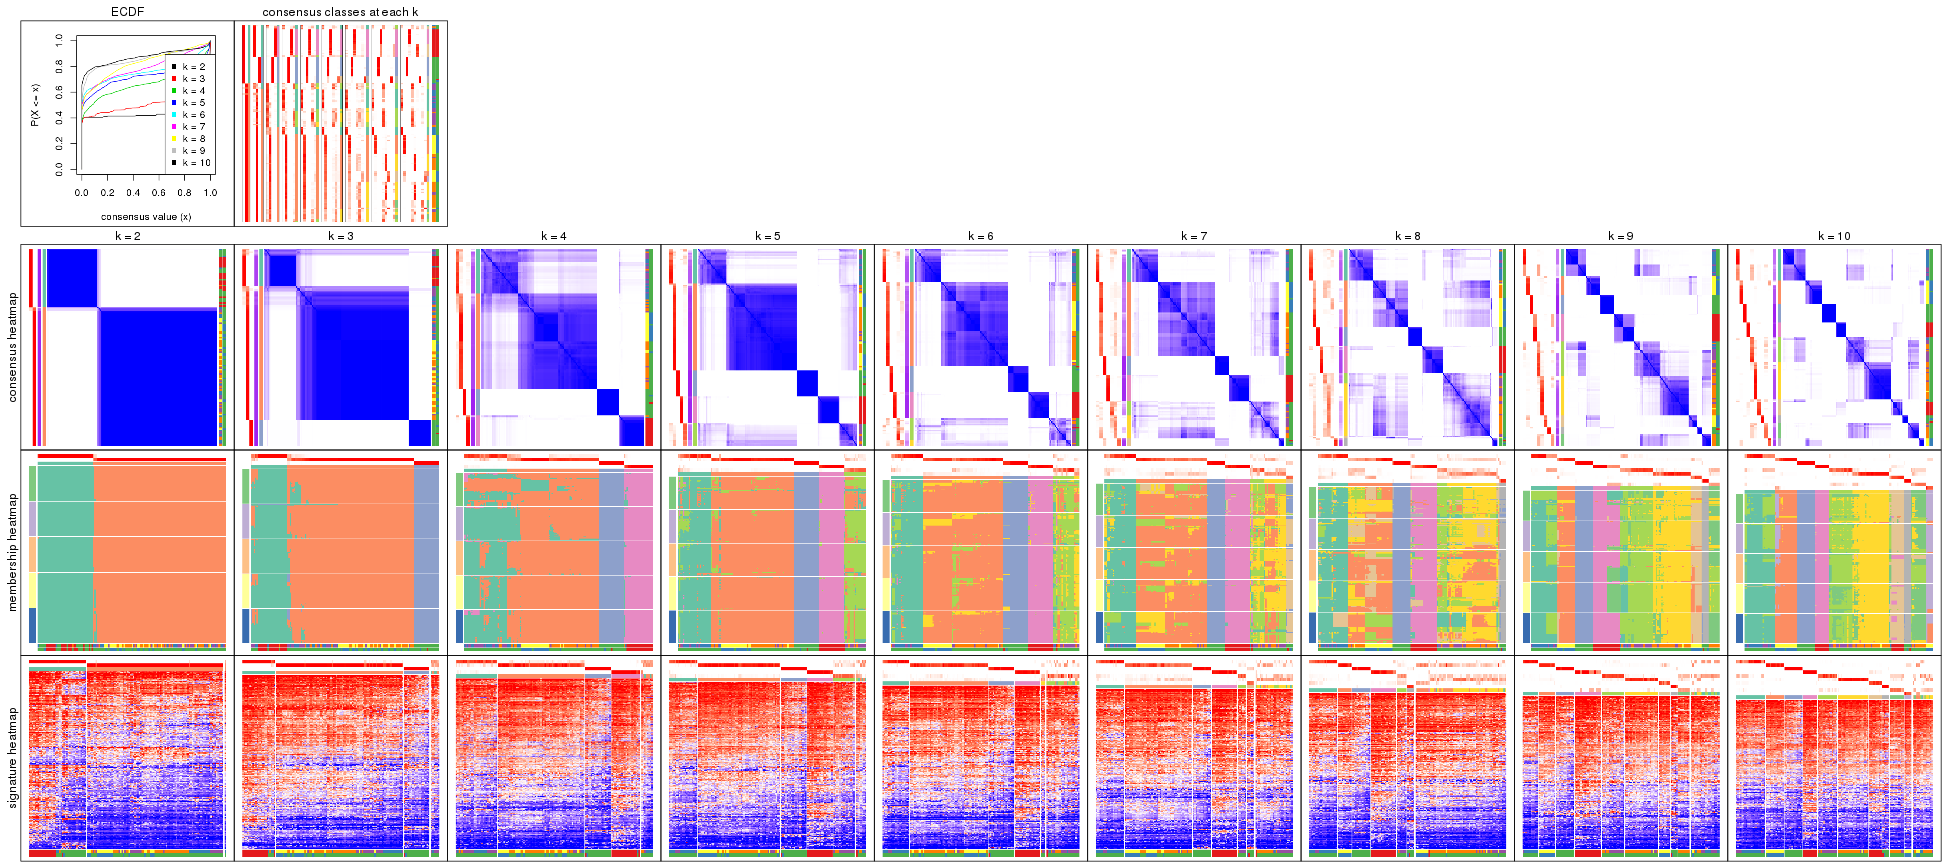 ECDF
consensus classes at each k
P(X <= x)
0.0 0.2 0.4 0.6 0.8 1.0
k = 2
k = 3
k = 4
k = 5
k = 6
k = 7
k = 8
k = 9
k = 10
0.0 0.2 0.4 0.6 0.8 1.0
consensus value (x)
k = 2 k = 3 k = 4 k = 5 k = 6 k = 7 k = 8 k = 9 k = 10
consensus heatmap
membership heatmap
signature heatmap